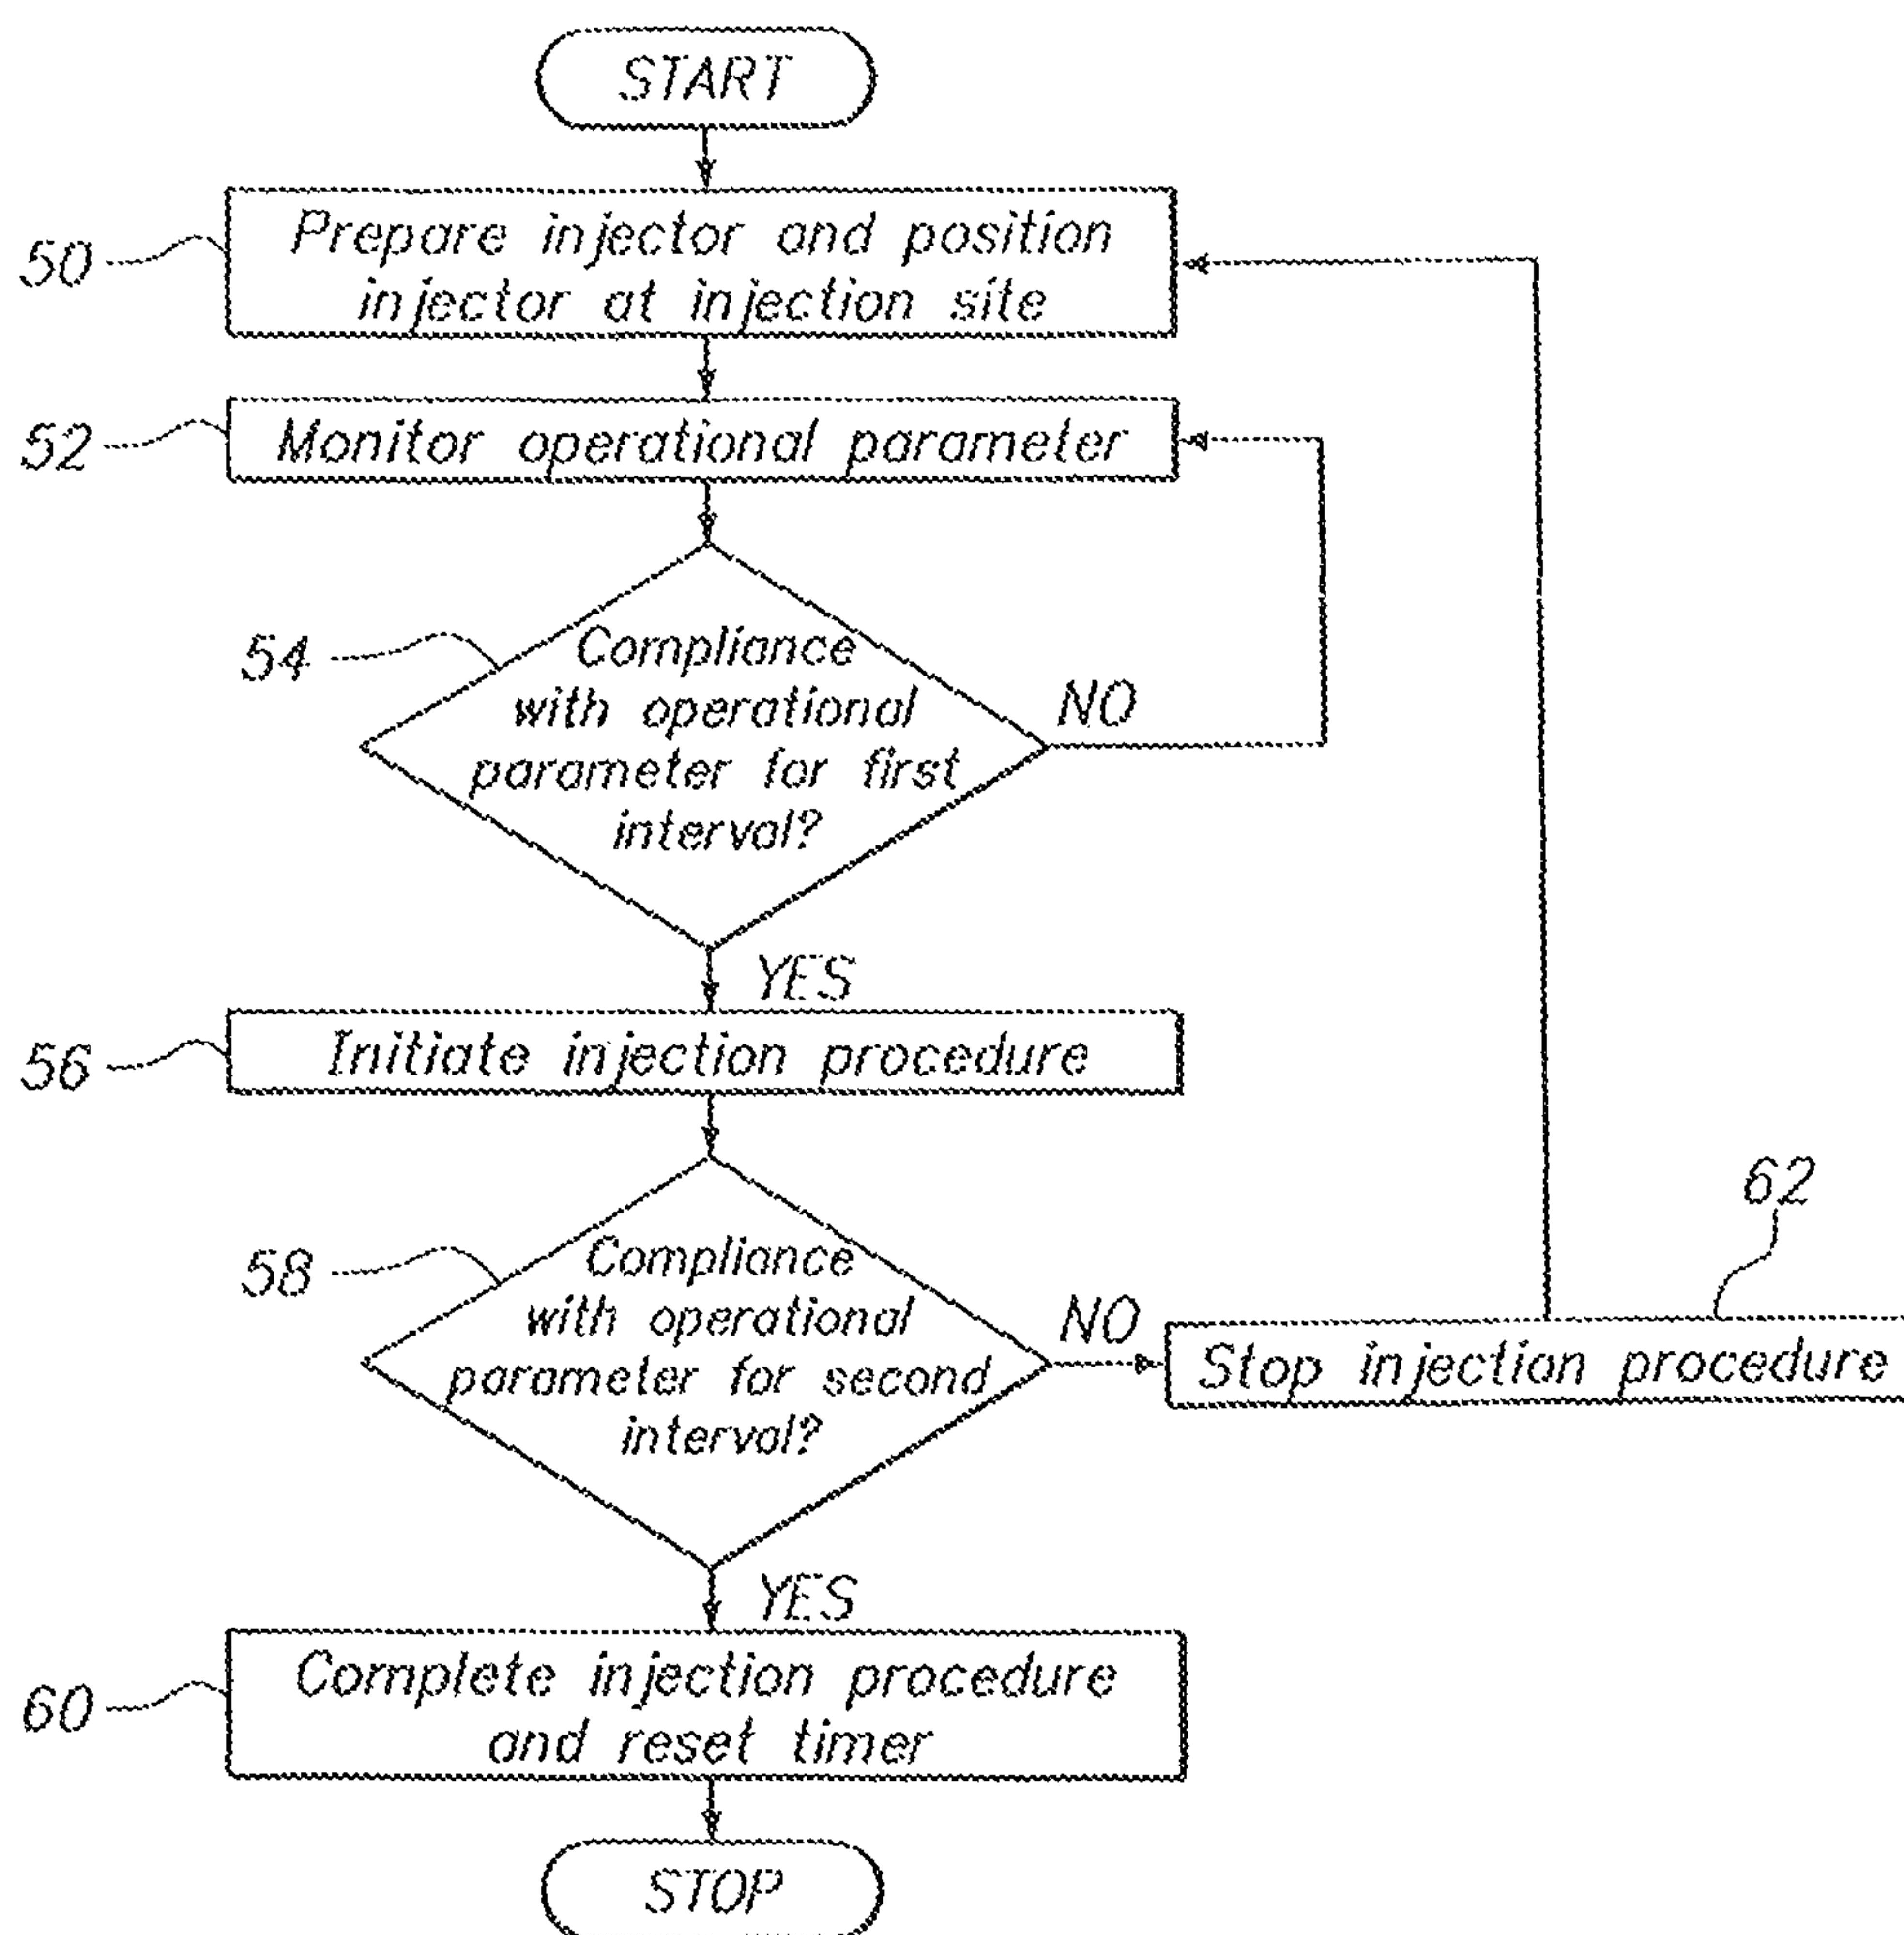 START
50
Prepare injector and position
injector at injection site
52
Monitor operational parameter
54
Compliance
with operational
parameter for first
interval?
NO
YES
56
Initiate injection procedure
58
Compliance
with operational
parameter for second
interval?
NO
62
Stop injection procedure
YES
60
Complete injection procedure
and reset timer
STOP